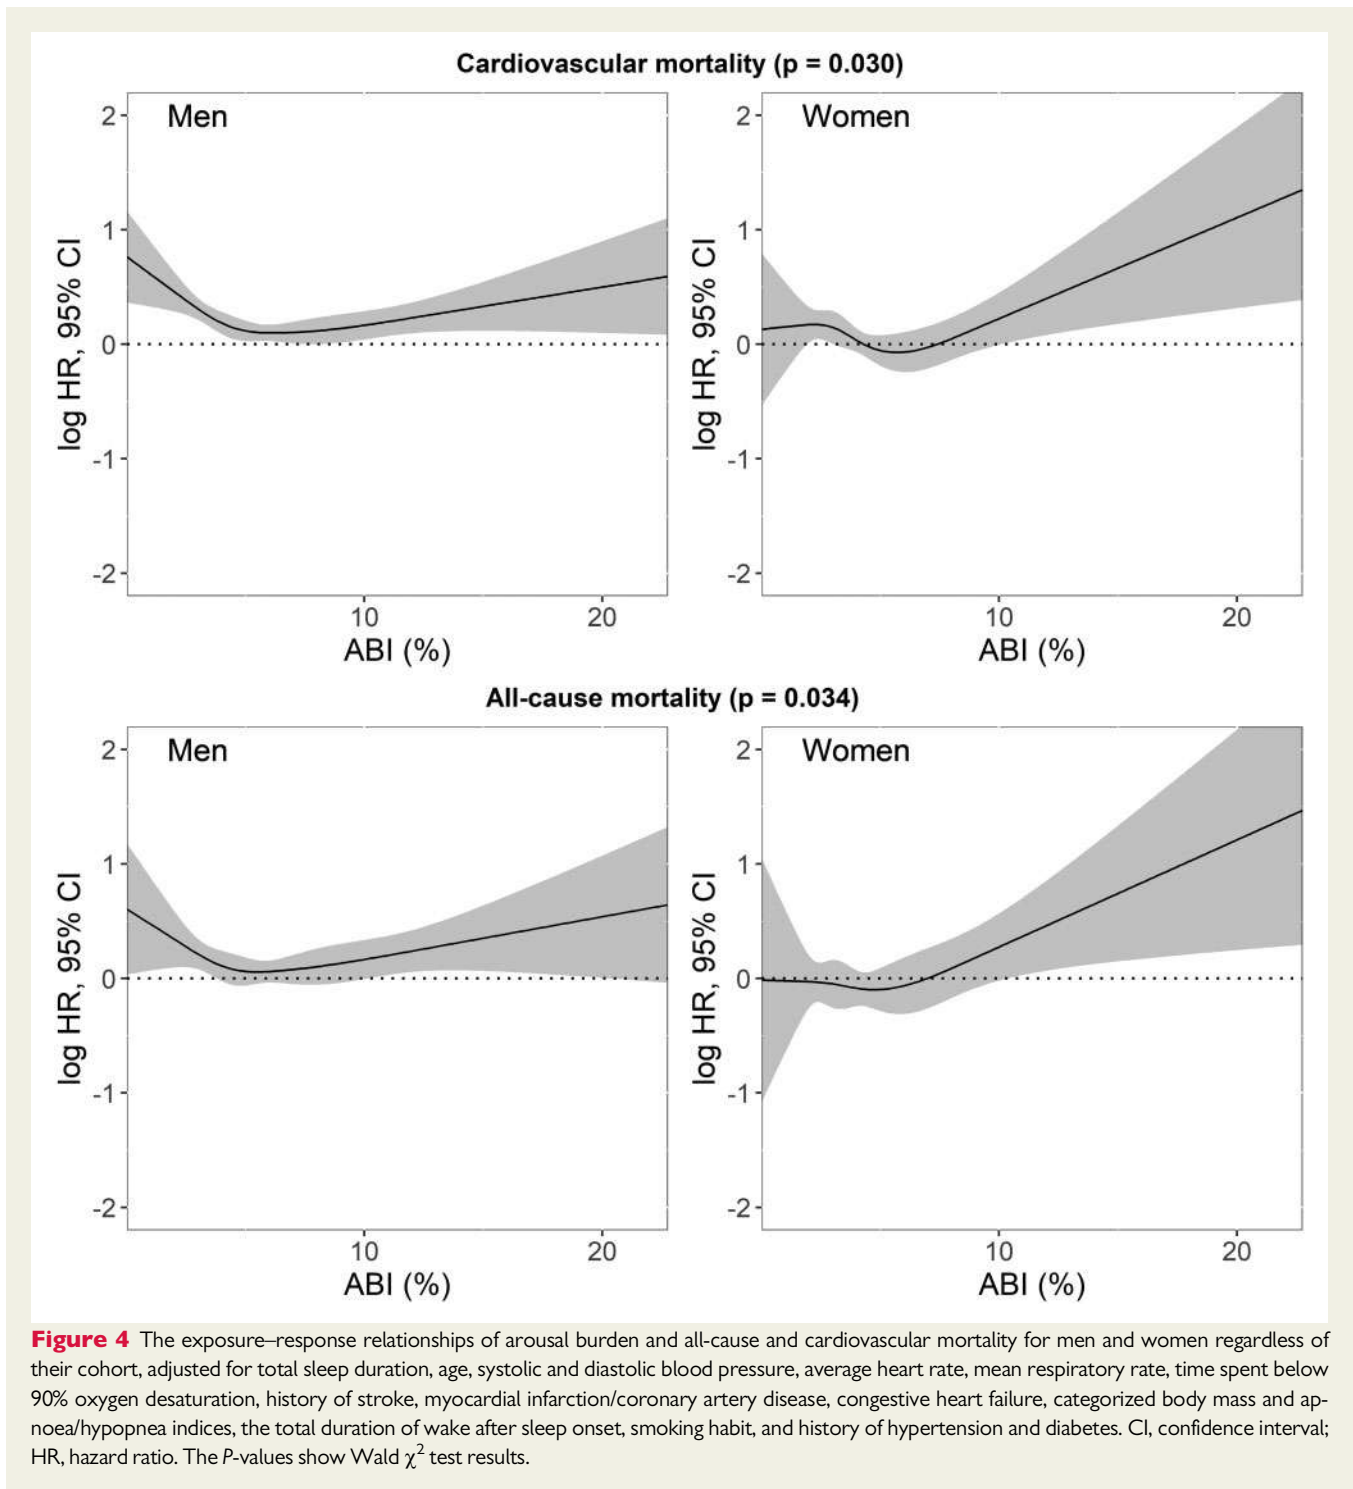 Cardiovascular mortality (p = 0.030)
Men
Women
2
1
0
-1
-2
log HR, 95% CI
10
20
ABI (%)
2
1
0
-1
-2
log HR, 95% CI
10
20
ABI (%)
All-cause mortality (p = 0.034)
Men
Women
2
1
0
-1
-2
log HR, 95% CI
10
20
ABI (%)
2
1
0
-1
-2
log HR, 95% CI
10
20
ABI (%)
Figure 4 The exposure–response relationships of arousal burden and all-cause and cardiovascular mortality for men and women regardless of
their cohort, adjusted for total sleep duration, age, systolic and diastolic blood pressure, average heart rate, mean respiratory rate, time spent below
90% oxygen desaturation, history of stroke, myocardial infarction/coronary artery disease, congestive heart failure, categorized body mass and ap-
noea/hypopnea indices, the total duration of wake after sleep onset, smoking habit, and history of hypertension and diabetes. CI, confidence interval;
HR, hazard ratio. The P-values show Wald χ² test results.